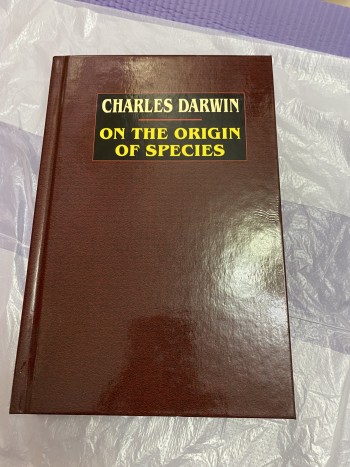 CHARLES DARWIN
ON THE ORIGIN
OF SPECIES